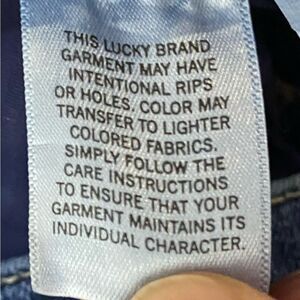 THIS LUCKY BRAND
GARMENT MAY HAVE
INTENTIONAL RIPS
OR HOLES. COLOR MAY
TRANSFER TO LIGHTER
COLORED FABRICS.
SIMPLY FOLLOW THE
CARE INSTRUCTIONS
TO ENSURE THAT YOUR
GARMENT MAINTAINS ITS
INDIVIDUAL CHARACTER.